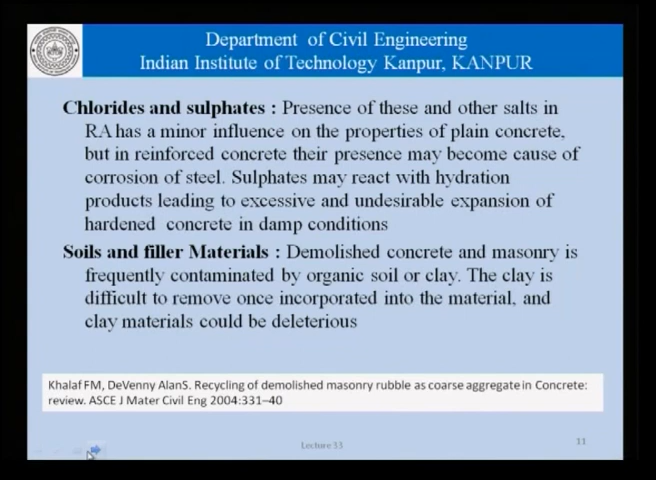 Department of Civil Engineering
Indian Institute of Technology Kanpur, KANPUR
Chlorides and sulphates : Presence of these and other salts in
RA has a minor influence on the properties of plain concrete,
but in reinforced concrete their presence may become cause of
corrosion of steel. Sulphates may react with hydration
products leading to excessive and undesirable expansion of
hardened concrete in damp conditions
Soils and filler Materials : Demolished concrete and masonry is
frequently contaminated by organic soil or clay. The clay is
difficult to remove once incorporated into the material, and
clay materials could be deleterious
Khalaf FM, DeVenny AlanS. Recycling of demolished masonry rubble as coarse aggregate in Concrete:
review. ASCE J Mater Civil Eng 2004:331–40
Lecture 33
11